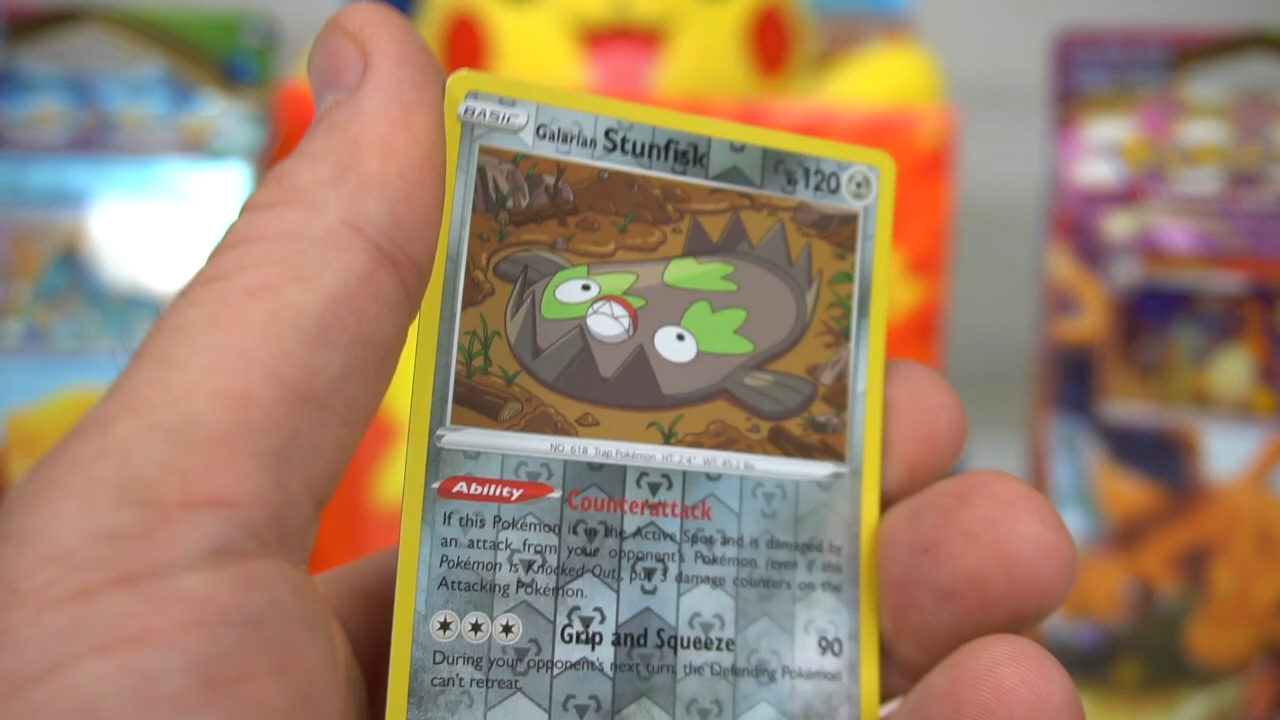 BASIC
Galarian Stunfisk
120
NO. 618 Trap Pokémon HT: 2'4" WT: 45.2 lbs.
Ability Counterattack
If this Pokémon is in the Active Spot and is damaged by
an attack from your opponent's Pokémon (even if this
Pokémon is Knocked Out), put 3 damage counters on the
Attacking Pokémon.
Grip and Squeeze 90
During your opponent's next turn, the Defending Pokémon
can't retreat.